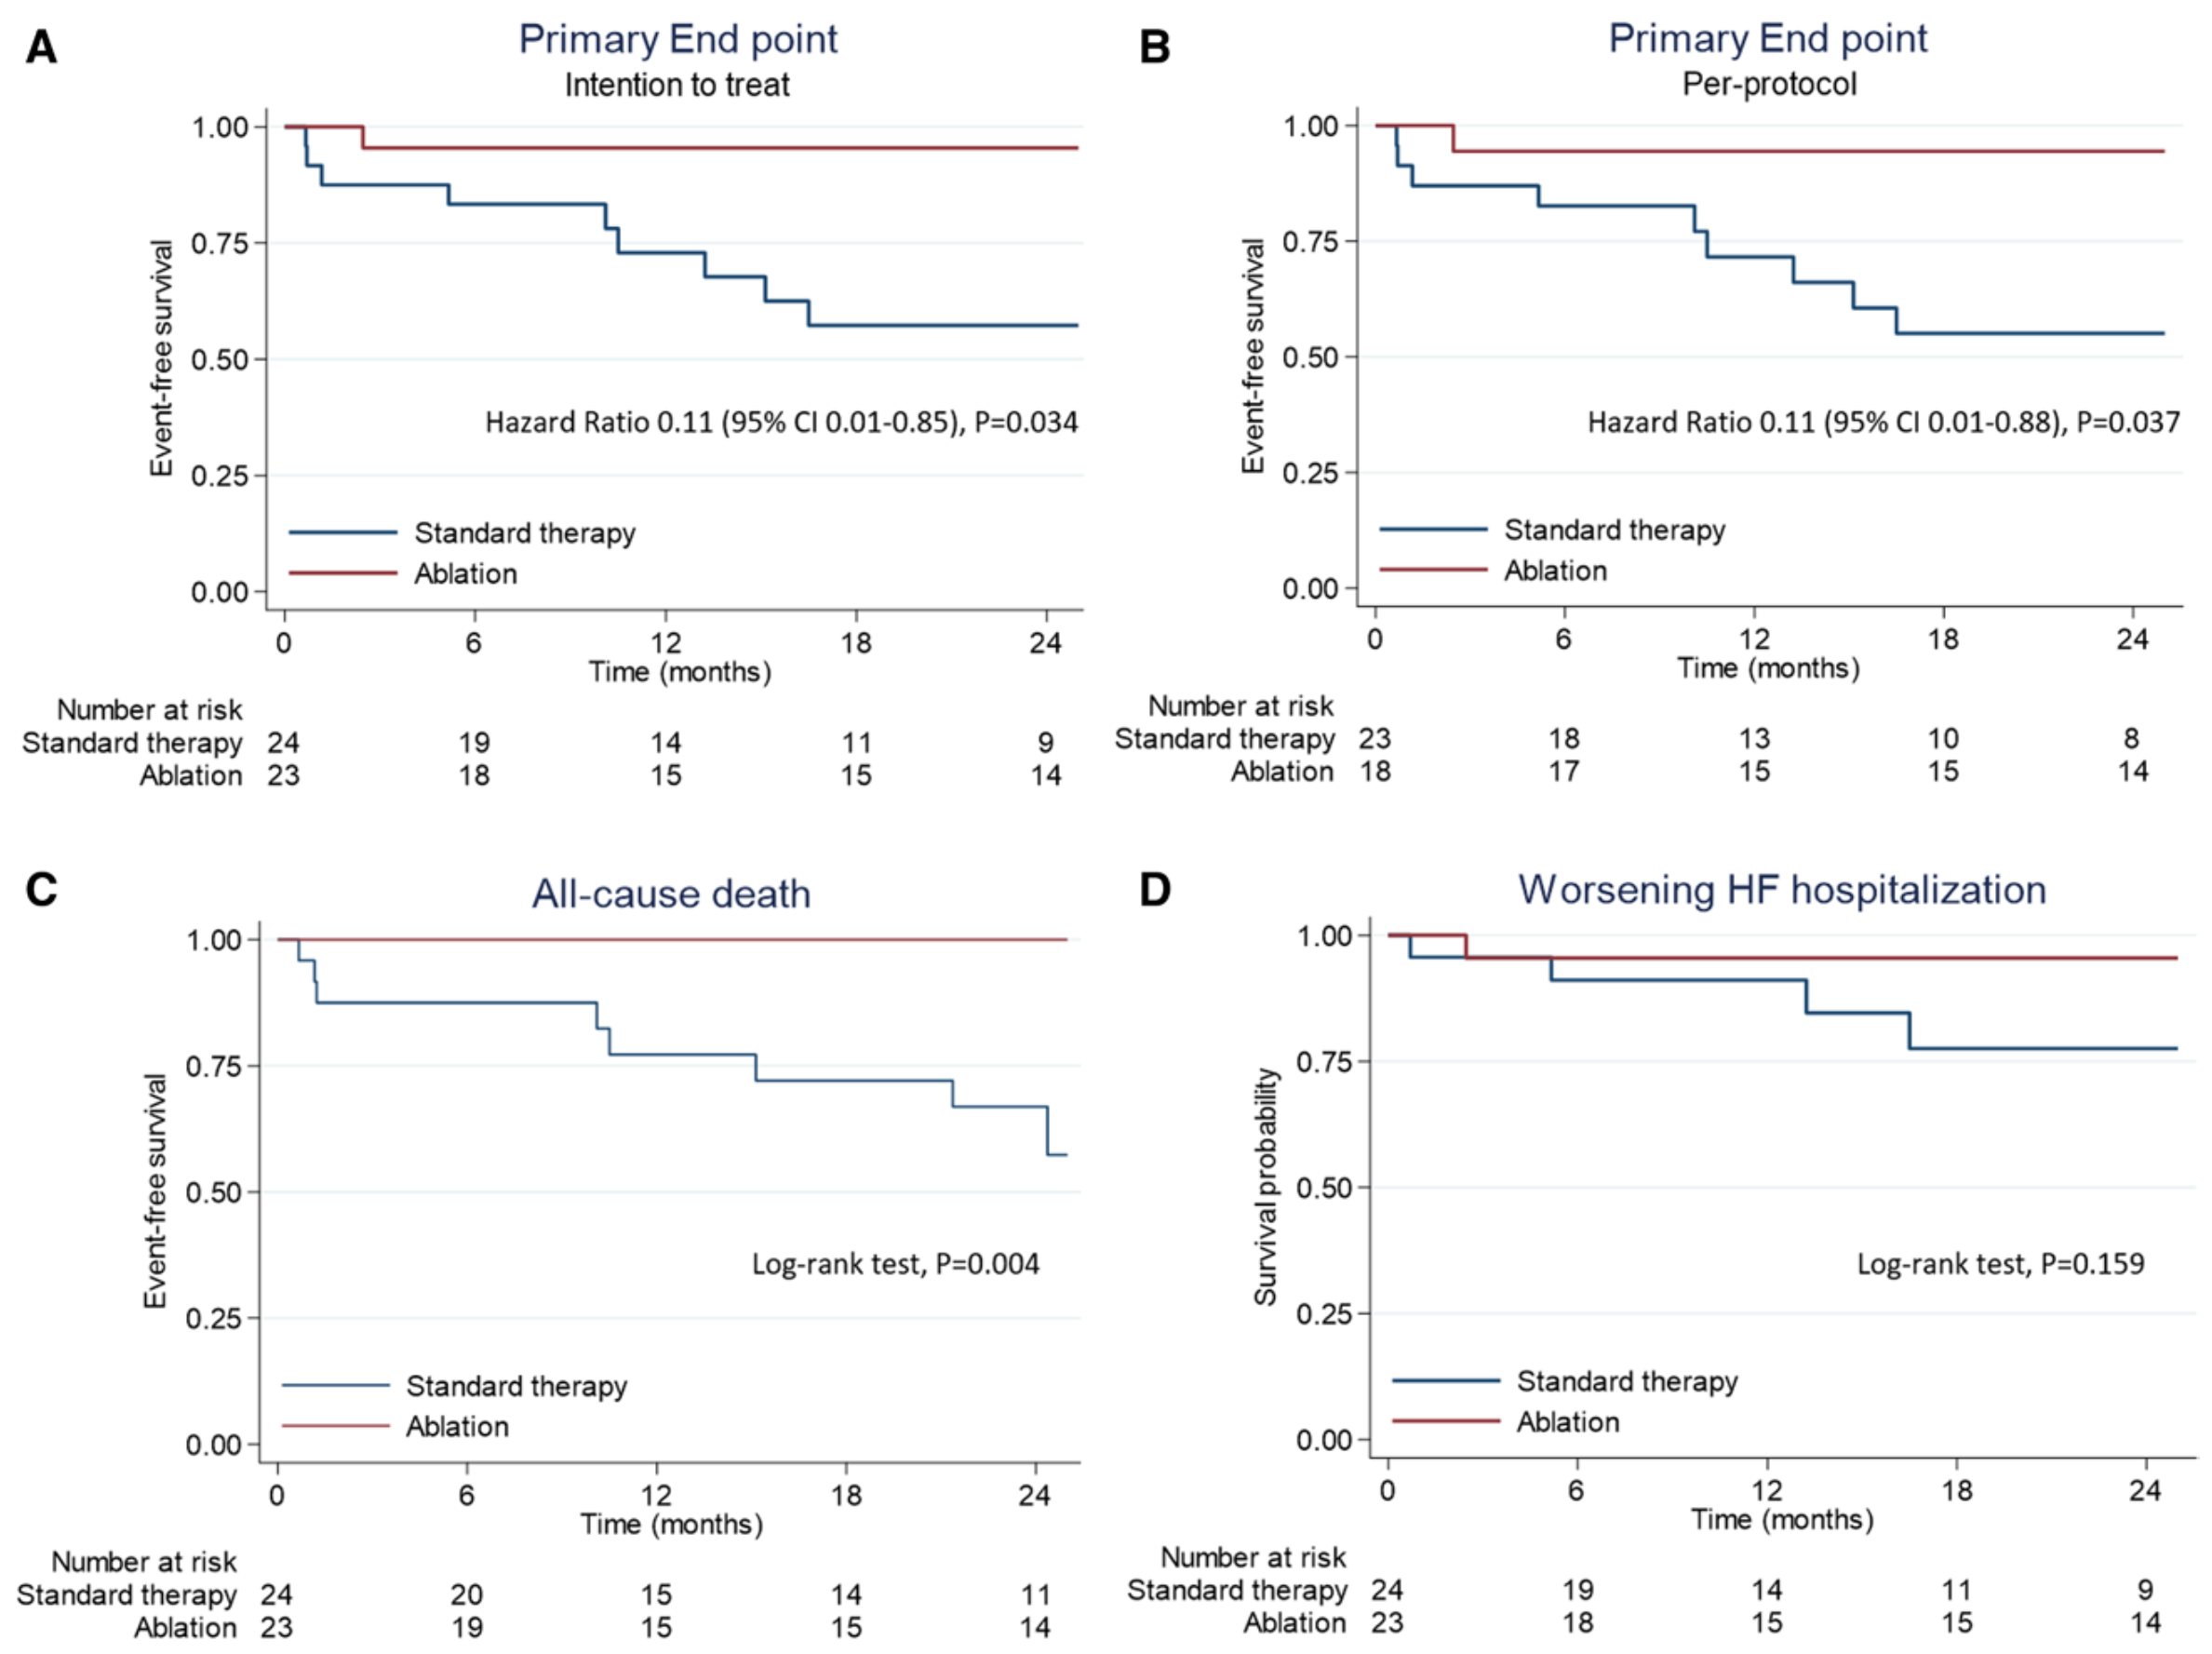 A
Primary End point
Intention to treat
1.00
0.75
0.50
0.25
0.00
Event-free survival
Hazard Ratio 0.11 (95% CI 0.01-0.85), P=0.034
Standard therapy
Ablation
0 6 12 18 24
Time (months)
Number at risk
Standard therapy 24 19 14 11 9
Ablation 23 18 15 15 14
B
Primary End point
Per-protocol
1.00
0.75
0.50
0.25
0.00
Event-free survival
Hazard Ratio 0.11 (95% CI 0.01-0.88), P=0.037
Standard therapy
Ablation
0 6 12 18 24
Time (months)
Number at risk
Standard therapy 23 18 13 10 8
Ablation 18 17 15 15 14
C
All-cause death
1.00
0.75
0.50
0.25
0.00
Event-free survival
Log-rank test, P=0.004
Standard therapy
Ablation
0 6 12 18 24
Time (months)
Number at risk
Standard therapy 24 20 15 14 11
Ablation 23 19 15 15 14
D
Worsening HF hospitalization
1.00
0.75
0.50
0.25
0.00
Survival probability
Log-rank test, P=0.159
Standard therapy
Ablation
0 6 12 18 24
Time (months)
Number at risk
Standard therapy 24 19 14 11 9
Ablation 23 18 15 15 14